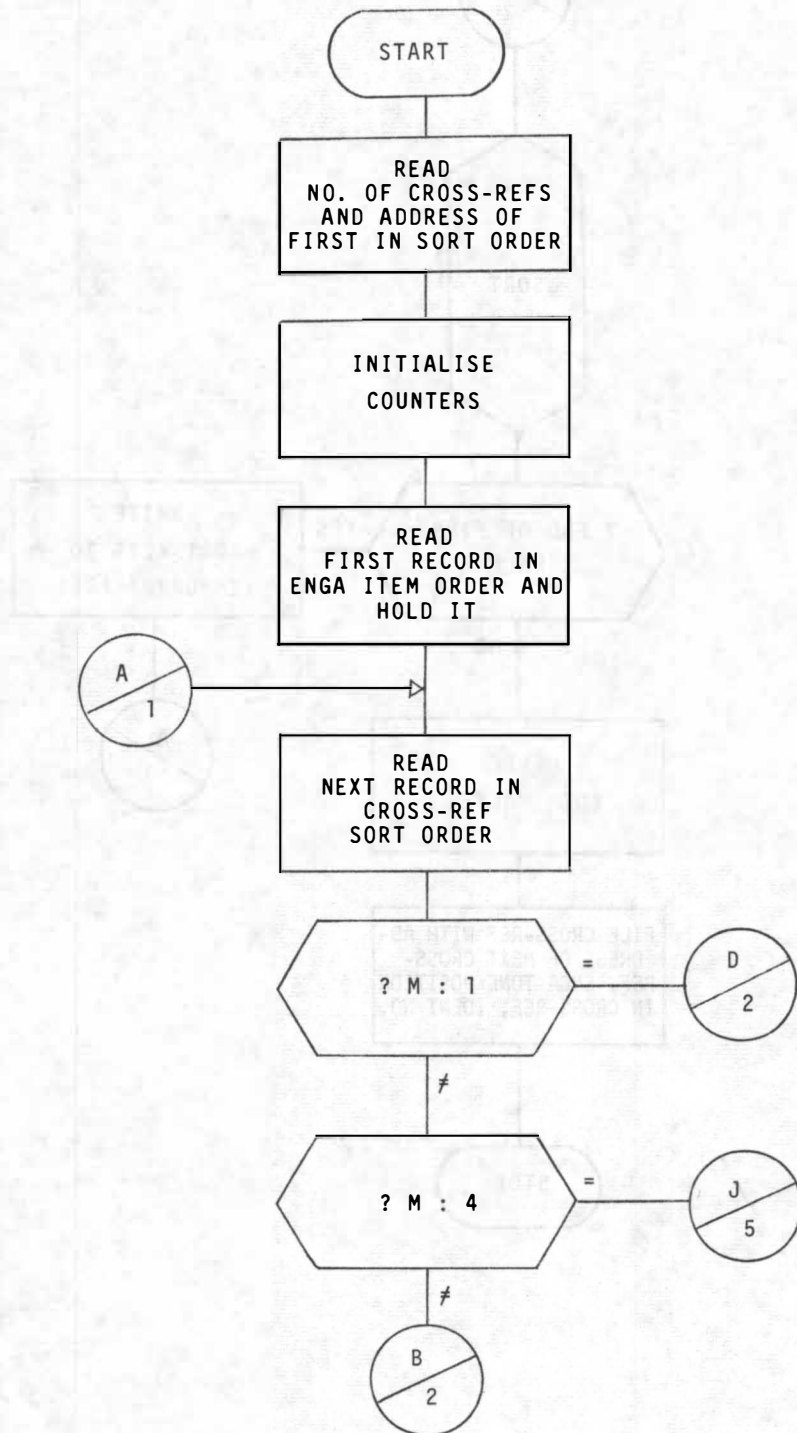 START
READ
NO. OF CROSS-REFS
AND ADDRESS OF
FIRST IN SORT ORDER
INITIALISE
COUNTERS
READ
FIRST RECORD IN
ENGA ITEM ORDER AND
HOLD IT
A
1
READ
NEXT RECORD IN
CROSS-REF
SORT ORDER
? M : 1
=
D
2
≠
? M : 4
=
J
5
≠
B
2